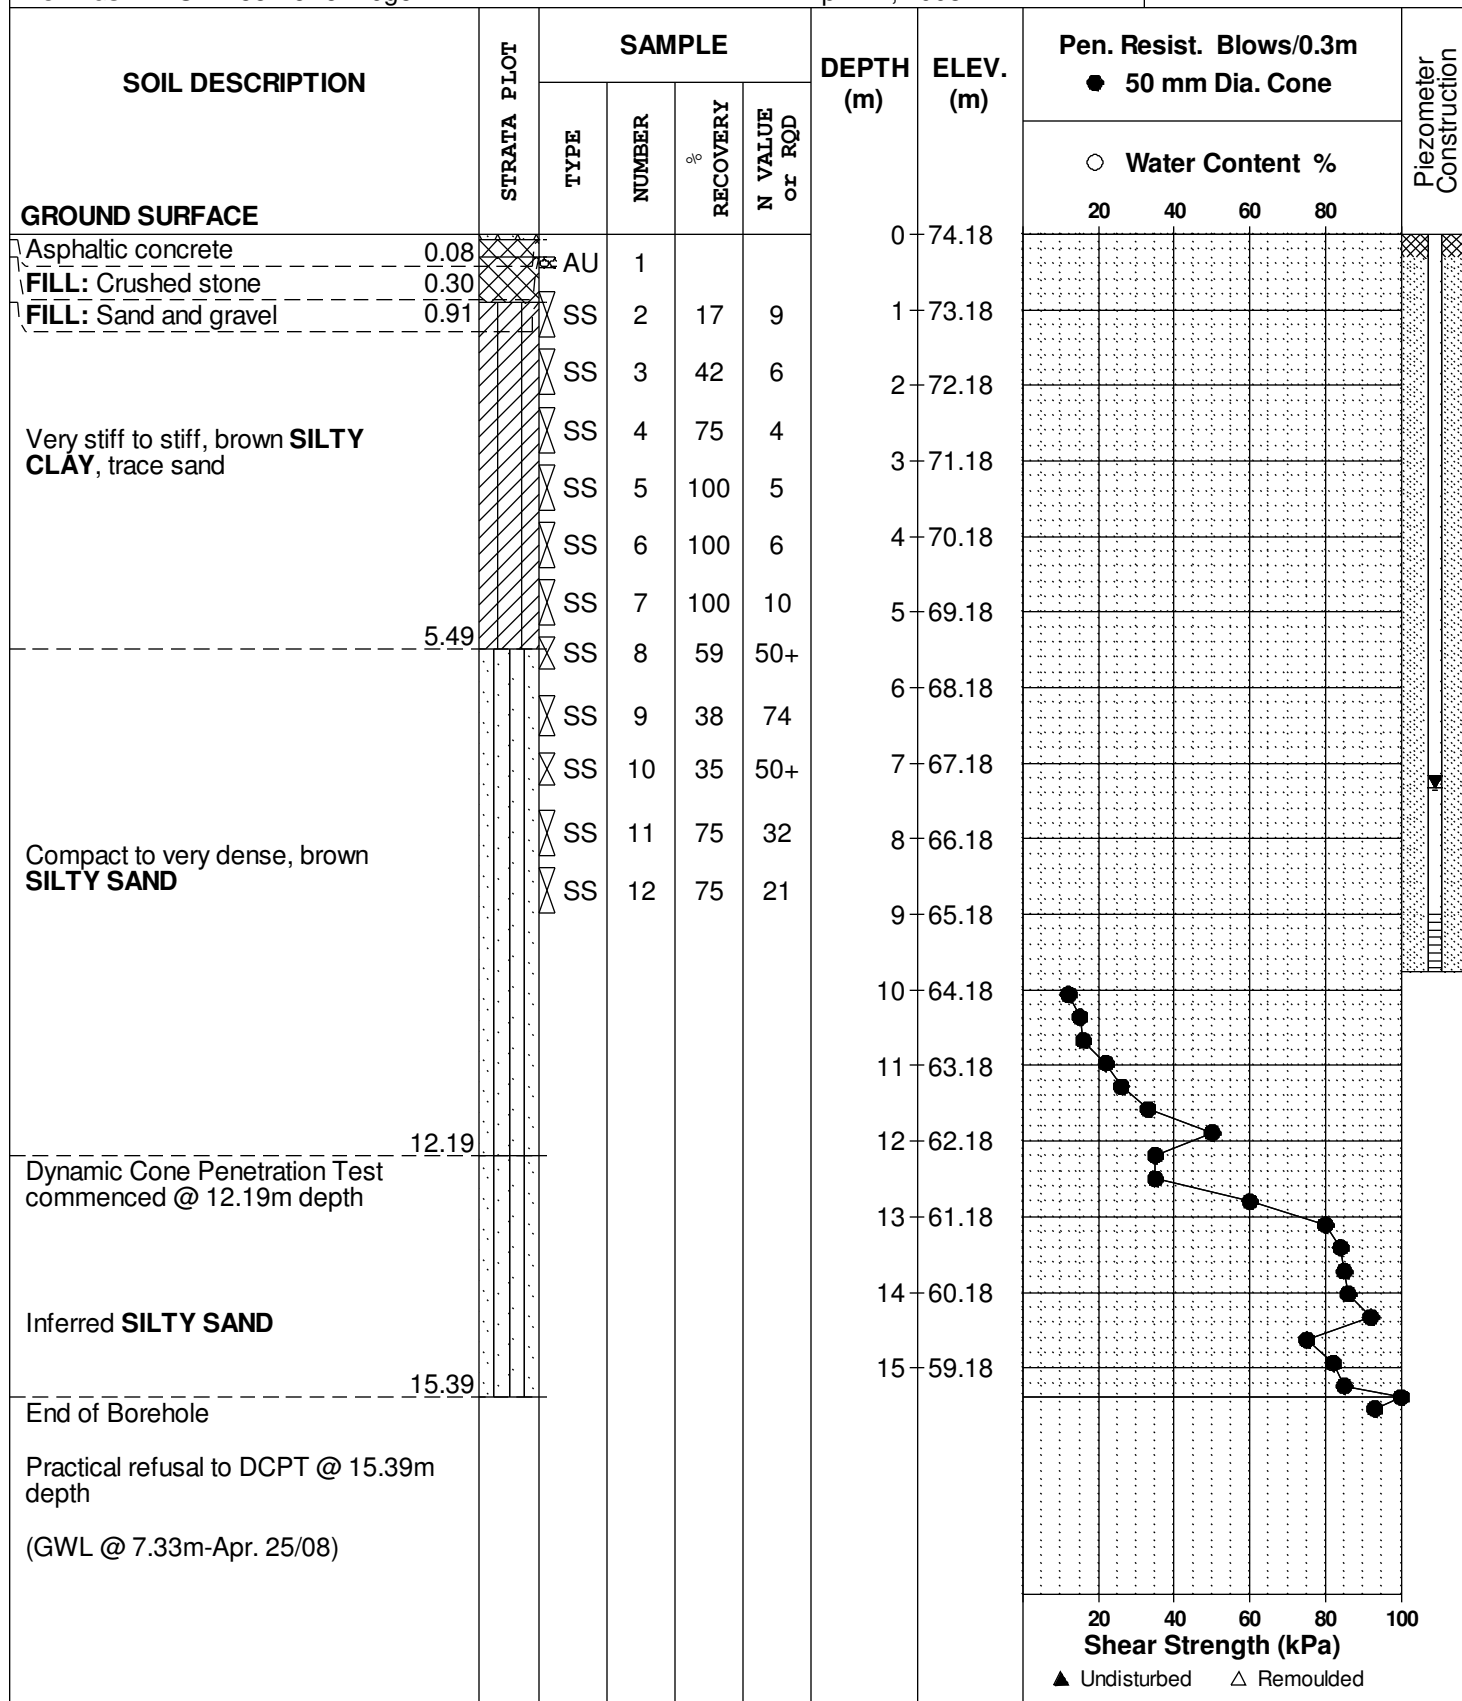 SOIL DESCRIPTION
GROUND SURFACE
STRATA PLOT
SAMPLE
TYPE
NUMBER
% RECOVERY
N VALUE or RQD
DEPTH (m)
ELEV. (m)
Pen. Resist. Blows/0.3m
● 50 mm Dia. Cone
○ Water Content %
20 40 60 80
Piezometer Construction
Asphaltic concrete 0.08
FILL: Crushed stone 0.30
FILL: Sand and gravel 0.91
Very stiff to stiff, brown SILTY
CLAY, trace sand
5.49
Compact to very dense, brown
SILTY SAND
12.19
Dynamic Cone Penetration Test
commenced @ 12.19m depth
Inferred SILTY SAND
15.39
End of Borehole
Practical refusal to DCPT @ 15.39m
depth
(GWL @ 7.33m-Apr. 25/08)
AU 1
SS 2 17 9
SS 3 42 6
SS 4 75 4
SS 5 100 5
SS 6 100 6
SS 7 100 10
SS 8 59 50+
SS 9 38 74
SS 10 35 50+
SS 11 75 32
SS 12 75 21
0 74.18
1 73.18
2 72.18
3 71.18
4 70.18
5 69.18
6 68.18
7 67.18
8 66.18
9 65.18
10 64.18
11 63.18
12 62.18
13 61.18
14 60.18
15 59.18
20 40 60 80 100
Shear Strength (kPa)
▲ Undisturbed △ Remoulded